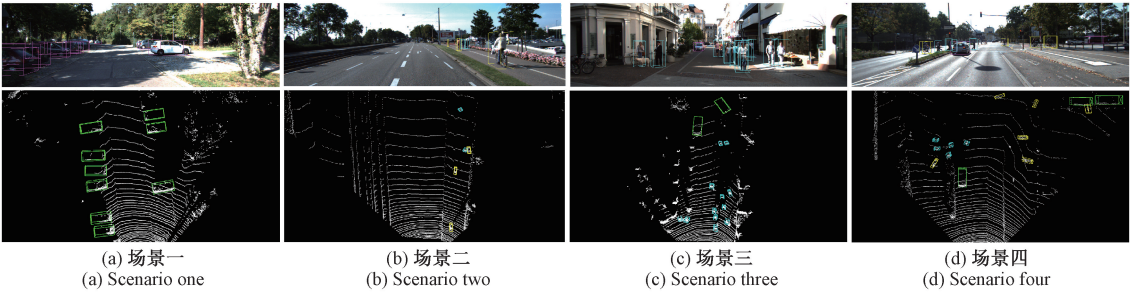 (a) 场景一
(a) Scenario one
(b) 场景二
(b) Scenario two
(c) 场景三
(c) Scenario three
(d) 场景四
(d) Scenario four